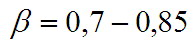 β = 0,7 – 0,85